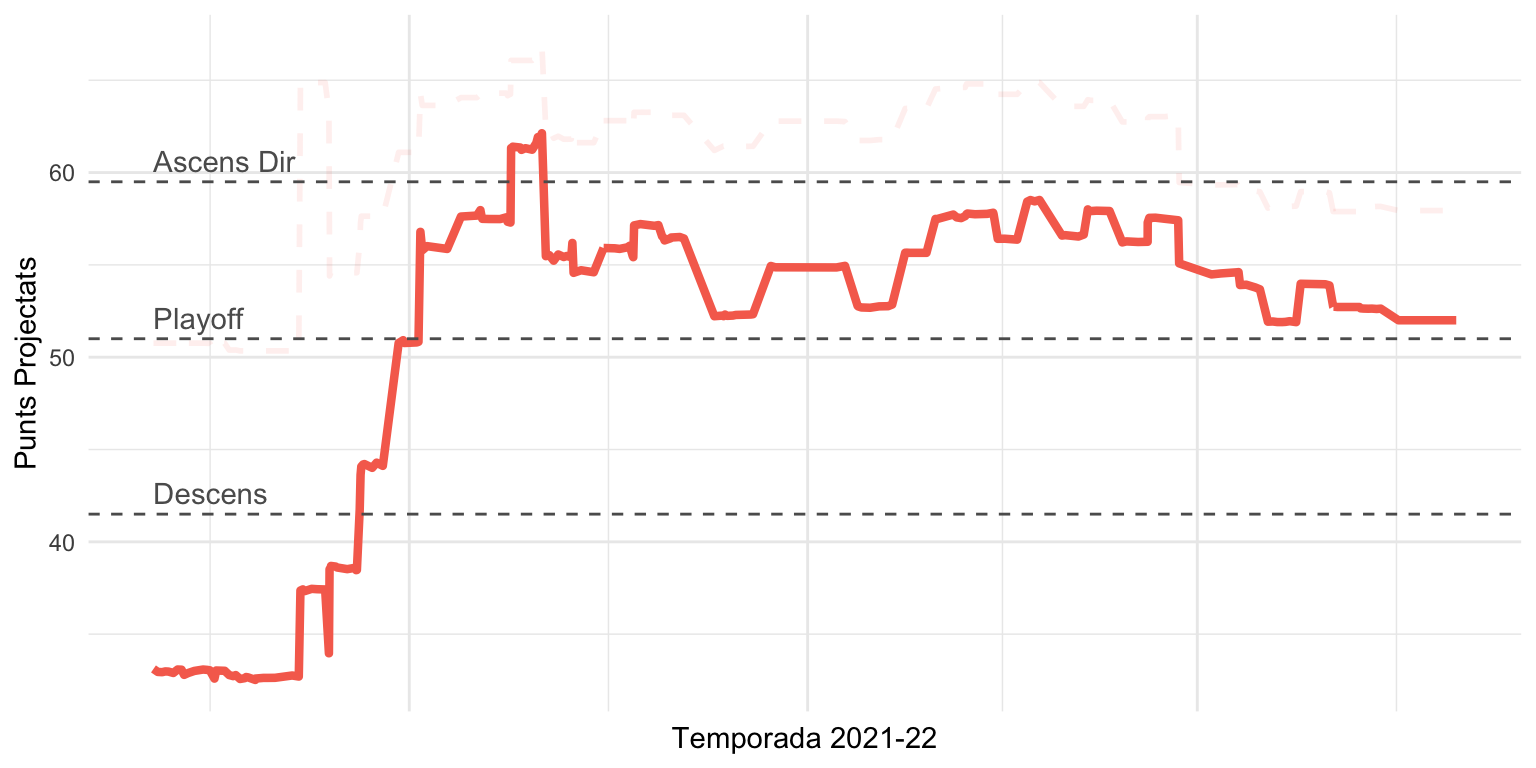 Punts Projectats
60
50
40
Ascens Dir
Playoff
Descens
Temporada 2021-22